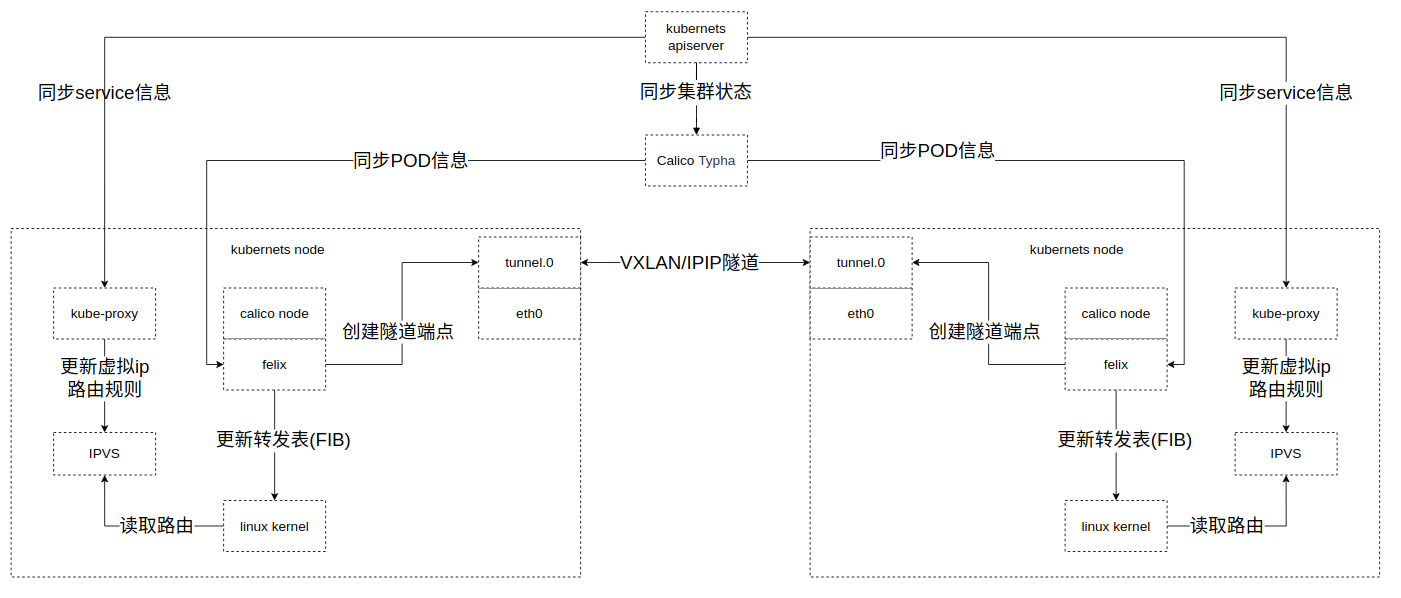 kubernets
apiserver
同步service信息
同步集群状态
同步service信息
Calico Typha
同步POD信息
同步POD信息
kubernets node
kubernets node
tunnel.0
VXLAN/IPIP隧道
tunnel.0
kube-proxy
calico node
eth0
eth0
calico node
kube-proxy
创建隧道端点
创建隧道端点
felix
felix
更新虚拟ip
路由规则
更新虚拟ip
路由规则
更新转发表(FIB)
更新转发表(FIB)
IPVS
IPVS
读取路由
linux kernel
linux kernel
读取路由